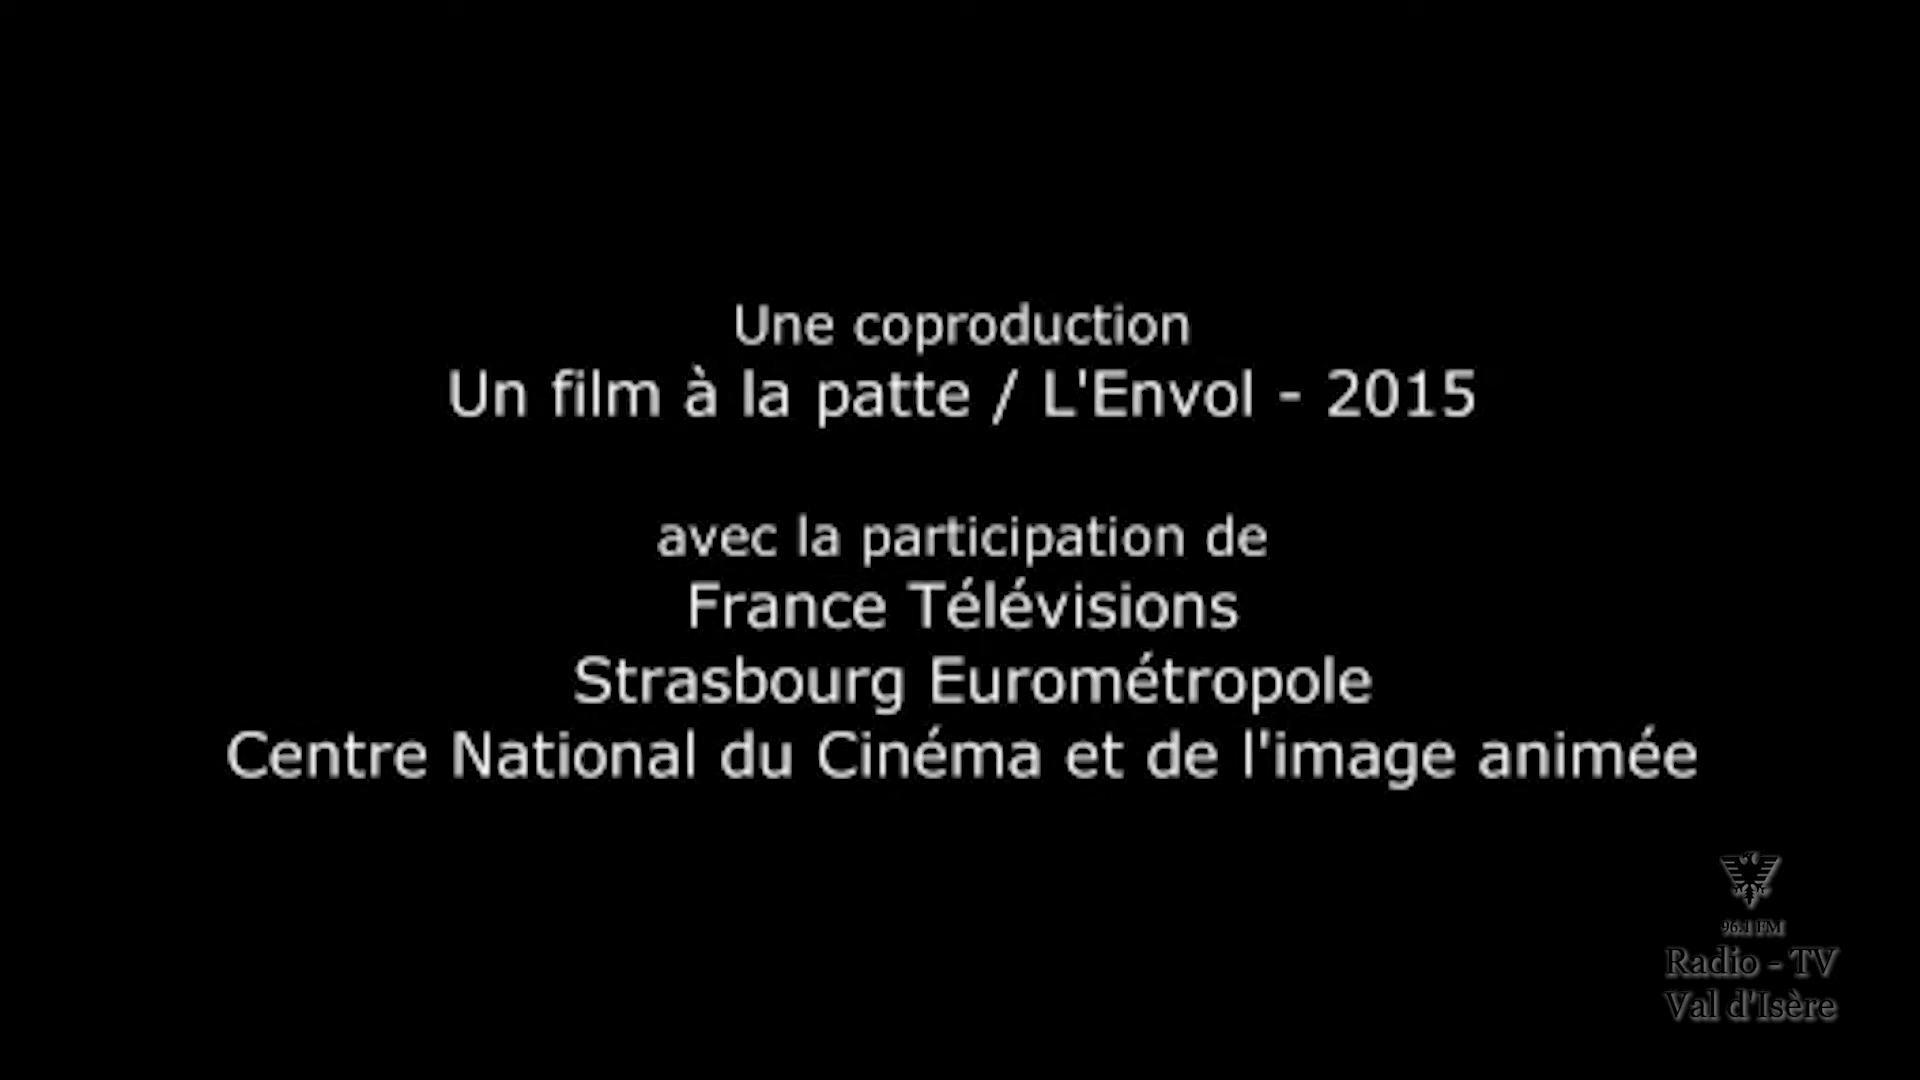 Une coproduction
Un film à la patte / L'Envol - 2015
avec la participation de
France Télévisions
Strasbourg Eurométropole
Centre National du Cinéma et de l'image animée
96.1 FM
Radio - TV
Val d'Isère